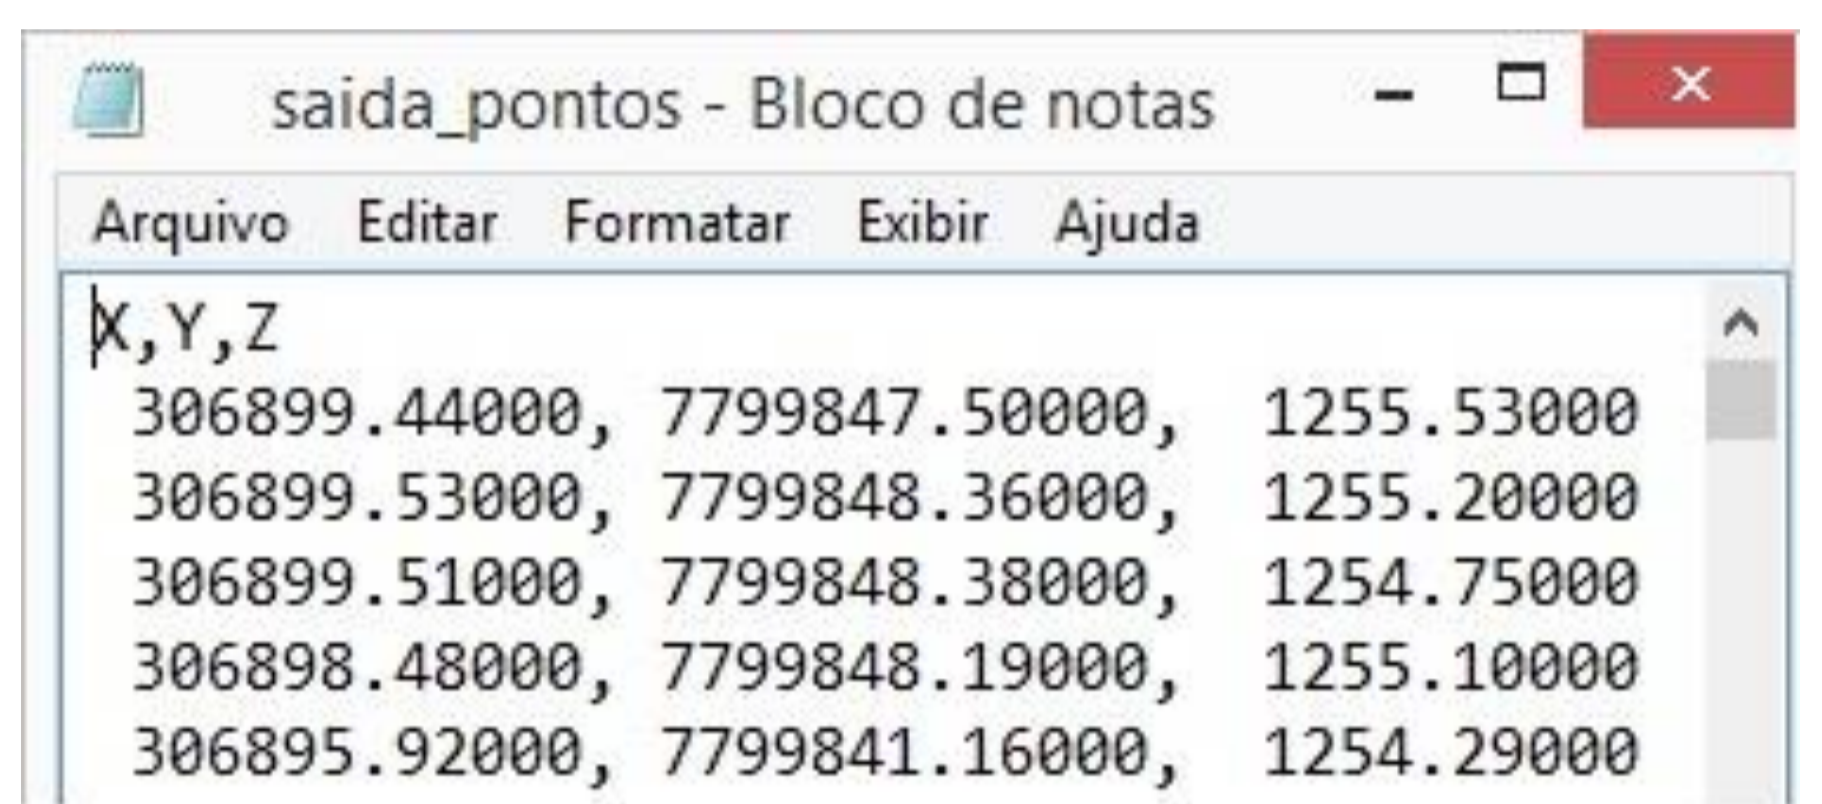 saida_pontos - Bloco de notas
Arquivo Editar Formatar Exibir Ajuda
X,Y,Z
306899.44000, 7799847.50000, 1255.53000
306899.53000, 7799848.36000, 1255.20000
306899.51000, 7799848.38000, 1254.75000
306898.48000, 7799848.19000, 1255.10000
306895.92000, 7799841.16000, 1254.29000